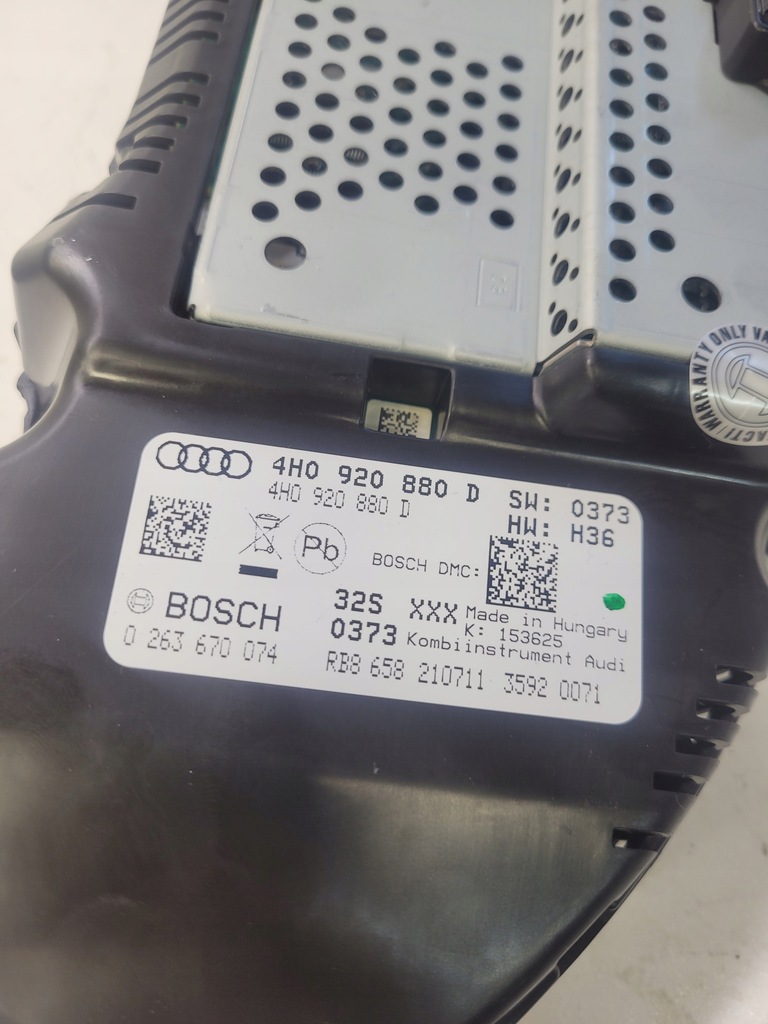 WARRANTY ONLY VA
4H0 920 880 D
4H0 920 880 D
SW: 0373
HW: H36
Pb
BOSCH DMC:
BOSCH
0 263 670 074
32S XXX
0373
Made in Hungary
K: 153625
Kombiinstrument Audi
RB8 658 210711 3592 0071